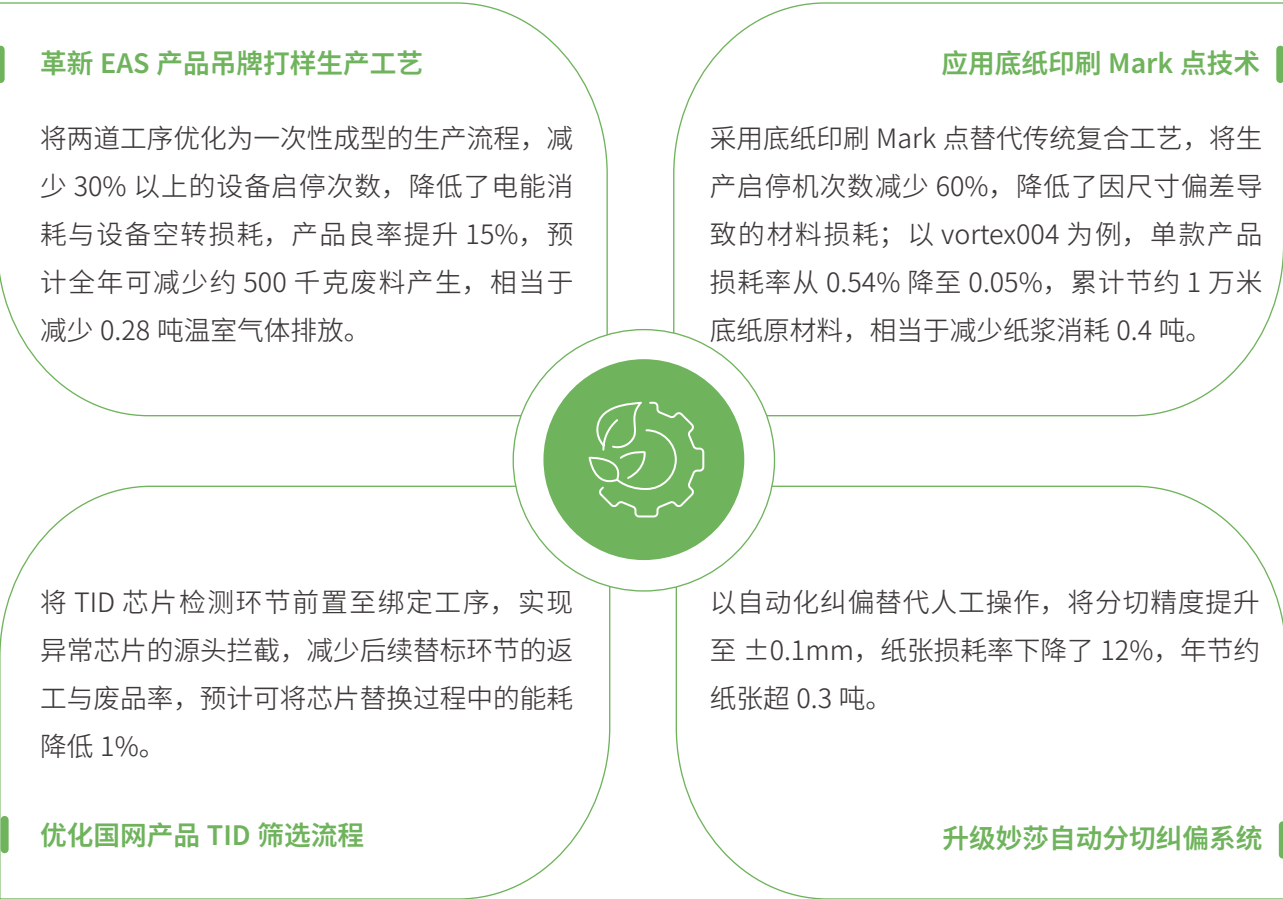 革新 EAS 产品吊牌打样生产工艺
将两道工序优化为一次性成型的生产流程，减
少 30% 以上的设备启停次数，降低了电能消
耗与设备空转损耗，产品良率提升 15%，预
计全年可减少约 500 千克废料产生，相当于
减少 0.28 吨温室气体排放。
应用底纸印刷 Mark 点技术
采用底纸印刷 Mark 点替代传统复合工艺，将生
产启停机次数减少 60%，降低了因尺寸偏差导
致的材料损耗；以 vortex004 为例，单款产品
损耗率从 0.54% 降至 0.05%，累计节约 1 万米
底纸原材料，相当于减少纸浆消耗 0.4 吨。
将 TID 芯片检测环节前置至绑定工序，实现
异常芯片的源头拦截，减少后续替标环节的返
工与废品率，预计可将芯片替换过程中的能耗
降低 1%。
优化国网产品 TID 筛选流程
以自动化纠偏替代人工操作，将分切精度提升
至 ±0.1mm，纸张损耗率下降了 12%，年节约
纸张超 0.3 吨。
升级妙莎自动分切纠偏系统